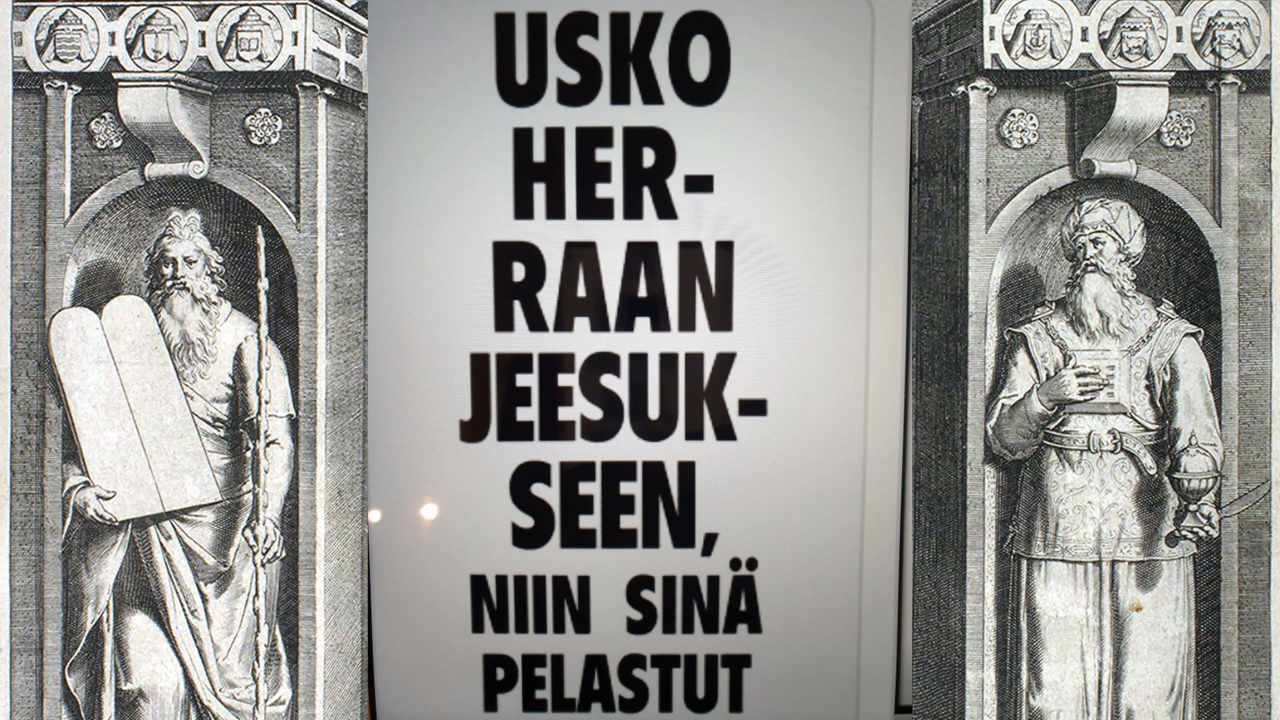 USKO
HER-
RAAN
JEESUK-
SEEN,
NIIN SINÄ
PELASTUT